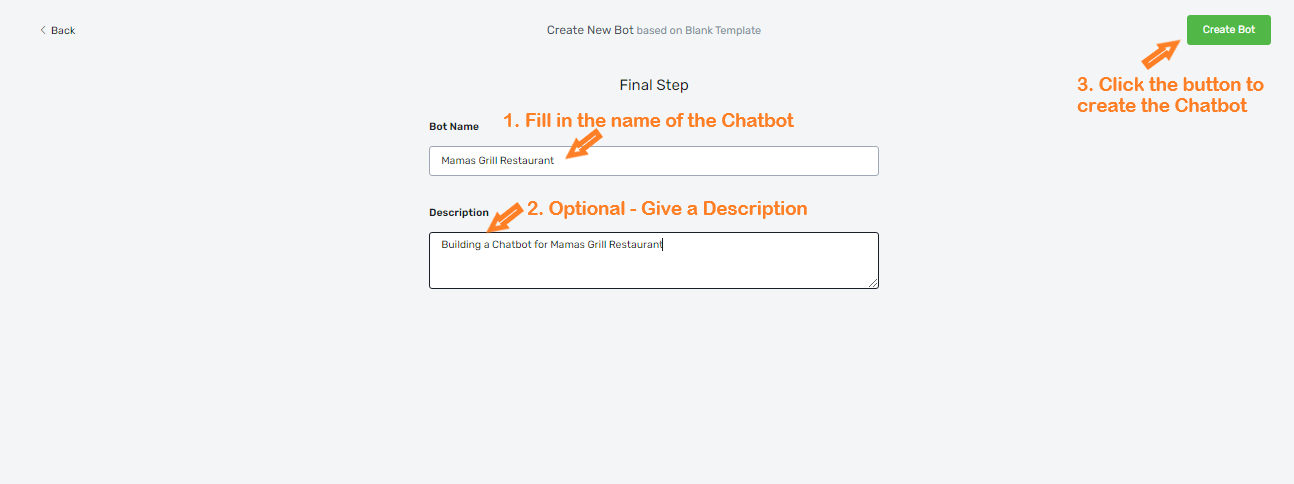 Back
Create New Bot based on Blank Template
Create Bot
Final Step
3. Click the button to
create the Chatbot
1. Fill in the name of the Chatbot
Bot Name
Mamas Grill Restaurant
2. Optional - Give a Description
Description
Building a Chatbot for Mamas Grill Restaurant